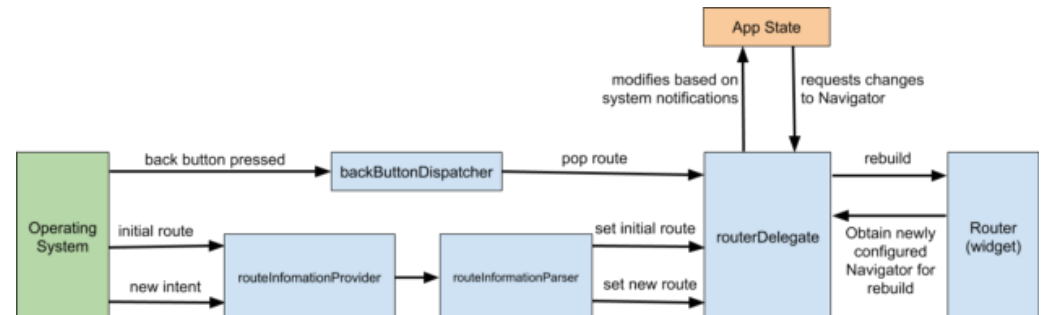 App State
modifies based on
system notifications
requests changes
to Navigator
back button pressed
backButtonDispatcher
pop route
rebuild
Operating
System
initial route
new intent
routeInfomationProvider
routeInformationParser
set initial route
set new route
routerDelegate
Obtain newly
configured
Navigator for
rebuild
Router
(widget)